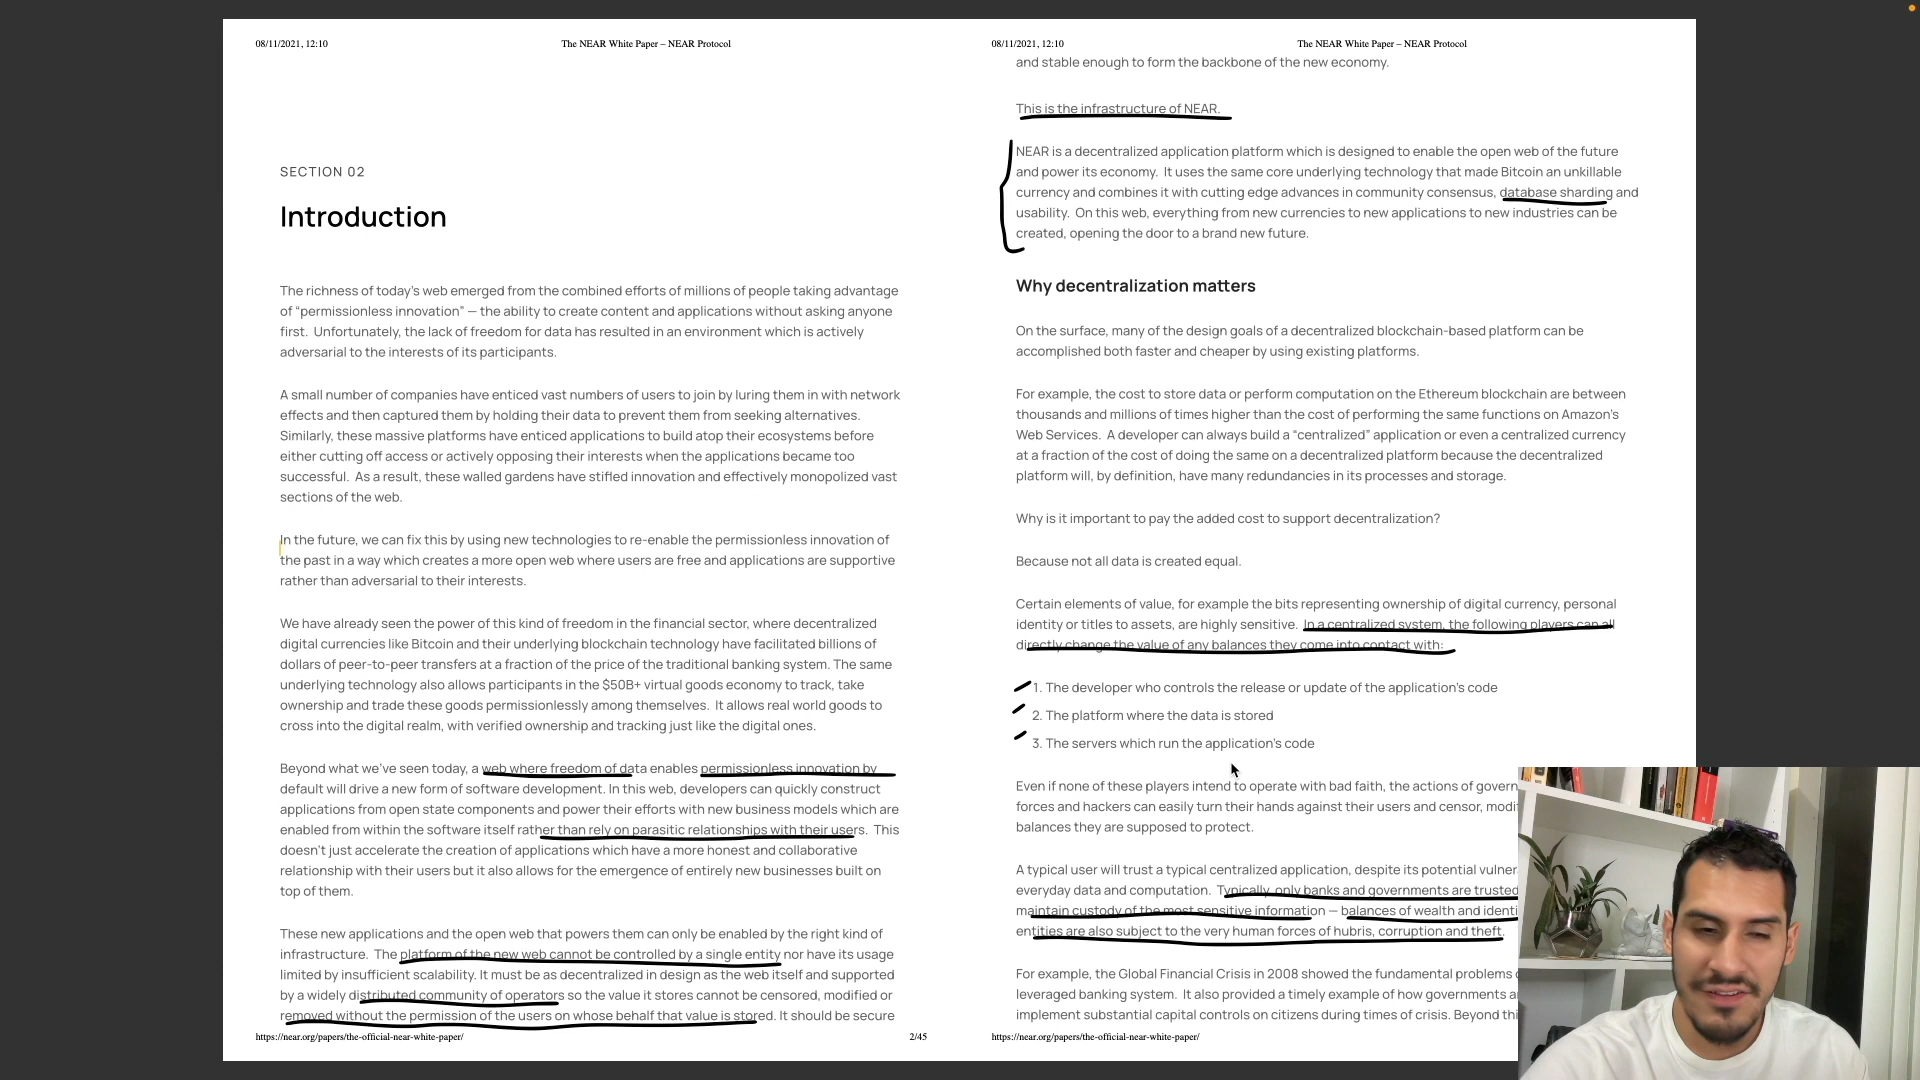 08/11/2021, 12:10
The NEAR White Paper – NEAR Protocol
SECTION 02
Introduction
The richness of today's web emerged from the combined efforts of millions of people taking advantage
of “permissionless innovation” — the ability to create content and applications without asking anyone
first.  Unfortunately, the lack of freedom for data has resulted in an environment which is actively
adversarial to the interests of its participants.
A small number of companies have enticed vast numbers of users to join by luring them in with network
effects and then captured them by holding their data to prevent them from seeking alternatives.
Similarly, these massive platforms have enticed applications to build atop their ecosystems before
either cutting off access or actively opposing their interests when the applications became too
successful.  As a result, these walled gardens have stifled innovation and effectively monopolized vast
sections of the web.
In the future, we can fix this by using new technologies to re-enable the permissionless innovation of
the past in a way which creates a more open web where users are free and applications are supportive
rather than adversarial to their interests.
We have already seen the power of this kind of freedom in the financial sector, where decentralized
digital currencies like Bitcoin and their underlying blockchain technology have facilitated billions of
dollars of peer-to-peer transfers at a fraction of the price of the traditional banking system. The same
underlying technology also allows participants in the $50B+ virtual goods economy to track, take
ownership and trade these goods permissionlessly among themselves.  It allows real world goods to
cross into the digital realm, with verified ownership and tracking just like the digital ones.
Beyond what we've seen today, a web where freedom of data enables permissionless innovation by
default will drive a new form of software development. In this web, developers can quickly construct
applications from open state components and power their efforts with new business models which are
enabled from within the software itself rather than rely on parasitic relationships with their users.  This
doesn't just accelerate the creation of applications which have a more honest and collaborative
relationship with their users but it also allows for the emergence of entirely new businesses built on
top of them.
These new applications and the open web that powers them can only be enabled by the right kind of
infrastructure.  The platform of the new web cannot be controlled by a single entity nor have its usage
limited by insufficient scalability. It must be as decentralized in design as the web itself and supported
by a widely distributed community of operators so the value it stores cannot be censored, modified or
removed without the permission of the users on whose behalf that value is stored. It should be secure
https://near.org/papers/the-official-near-white-paper/
2/45
08/11/2021, 12:10
The NEAR White Paper – NEAR Protocol
and stable enough to form the backbone of the new economy.
This is the infrastructure of NEAR.
NEAR is a decentralized application platform which is designed to enable the open web of the future
and power its economy.  It uses the same core underlying technology that made Bitcoin an unkillable
currency and combines it with cutting edge advances in community consensus, database sharding and
usability.  On this web, everything from new currencies to new applications to new industries can be
created, opening the door to a brand new future.
Why decentralization matters
On the surface, many of the design goals of a decentralized blockchain-based platform can be
accomplished both faster and cheaper by using existing platforms.
For example, the cost to store data or perform computation on the Ethereum blockchain are between
thousands and millions of times higher than the cost of performing the same functions on Amazon's
Web Services.  A developer can always build a “centralized” application or even a centralized currency
at a fraction of the cost of doing the same on a decentralized platform because the decentralized
platform will, by definition, have many redundancies in its processes and storage.
Why is it important to pay the added cost to support decentralization?
Because not all data is created equal.
Certain elements of value, for example the bits representing ownership of digital currency, personal
identity or titles to assets, are highly sensitive.  In a centralized system, the following players can all
directly change the value of any balances they come into contact with:
1. The developer who controls the release or update of the application's code
2. The platform where the data is stored
3. The servers which run the application's code
Even if none of these players intend to operate with bad faith, the actions of govern
forces and hackers can easily turn their hands against their users and censor, modif
balances they are supposed to protect.
A typical user will trust a typical centralized application, despite its potential vulner
everyday data and computation.  Typically, only banks and governments are trusted
maintain custody of the most sensitive information — balances of wealth and identi
entities are also subject to the very human forces of hubris, corruption and theft.
For example, the Global Financial Crisis in 2008 showed the fundamental problems
leveraged banking system.  It also provided a timely example of how governments
implement substantial capital controls on citizens during times of crisis. Beyond
https://near.org/papers/the-official-near-white-paper/